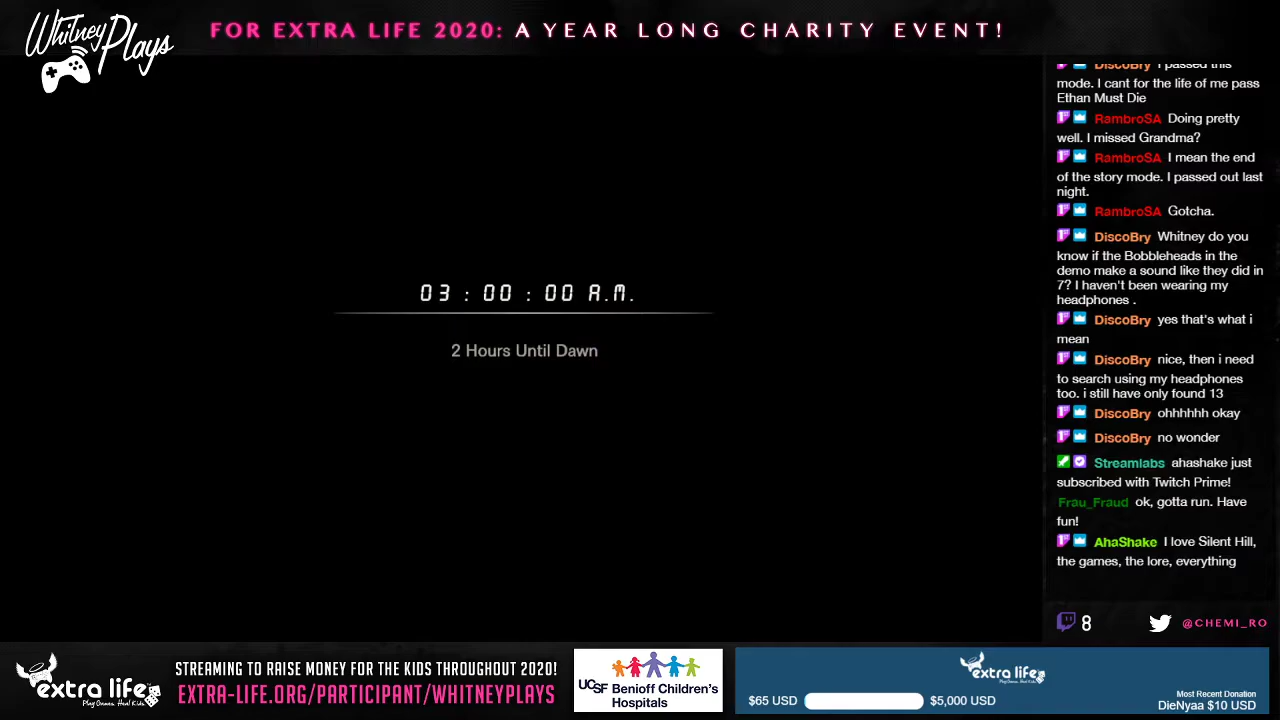 Whitney Plays
FOR EXTRA LIFE 2020: A YEAR LONG CHARITY EVENT!
03 : 00 : 00 A.M.
2 Hours Until Dawn
DiscoBry I passed this
mode. I cant for the life of me pass
Ethan Must Die
RambroSA Doing pretty
well. I missed Grandma?
RambroSA I mean the end
of the story mode. I passed out last
night.
RambroSA Gotcha.
DiscoBry Whitney do you
know if the Bobbleheads in the
demo make a sound like they did in
7? I haven't been wearing my
headphones .
DiscoBry yes that's what i
mean
DiscoBry nice, then i need
to search using my headphones
too. i still have only found 13
DiscoBry ohhhhhh okay
DiscoBry no wonder
Streamlabs ahashake just
subscribed with Twitch Prime!
Frau_Fraud ok, gotta run. Have
fun!
AhaShake I love Silent Hill,
the games, the lore, everything
8 @CHEMI_RO
extra life
Play Games. Heal Kids.
STREAMING TO RAISE MONEY FOR THE KIDS THROUGHOUT 2020!
EXTRA-LIFE.ORG/PARTICIPANT/WHITNEYPLAYS
UCSF Benioff Children's
Hospitals
extra life
Play Games. Heal Kids.
$65 USD $5,000 USD
Most Recent Donation
DieNyaa $10 USD